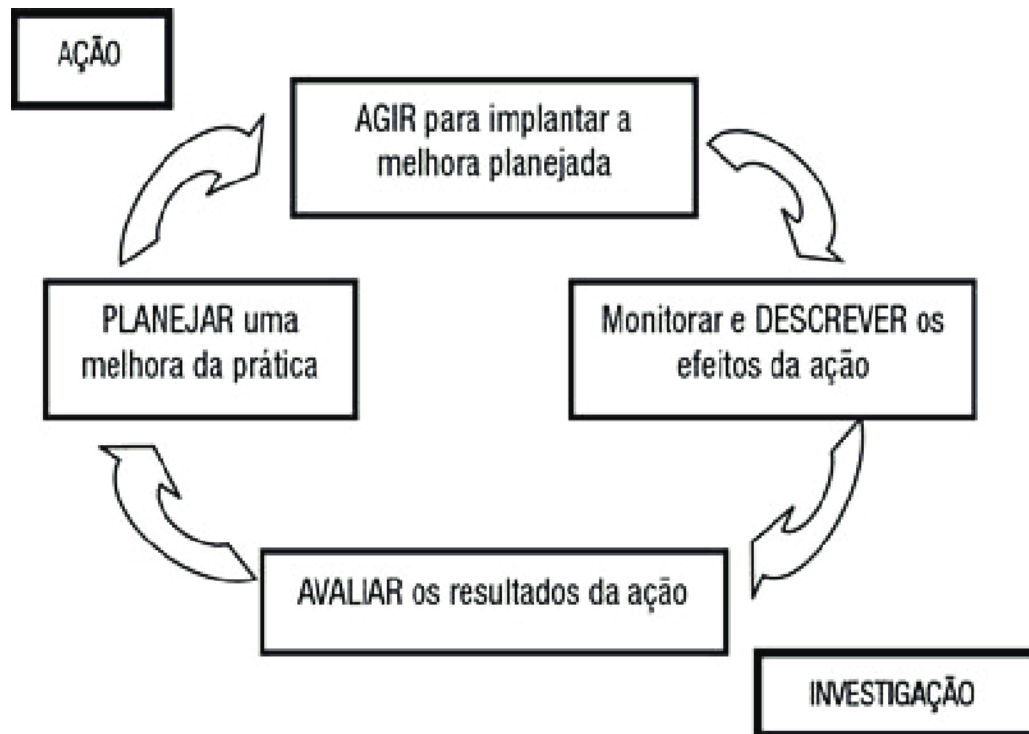 AÇÃO
AGIR para implantar a
melhora planejada
PLANEJAR uma
melhora da prática
Monitorar e DESCREVER os
efeitos da ação
AVALIAR os resultados da ação
INVESTIGAÇÃO